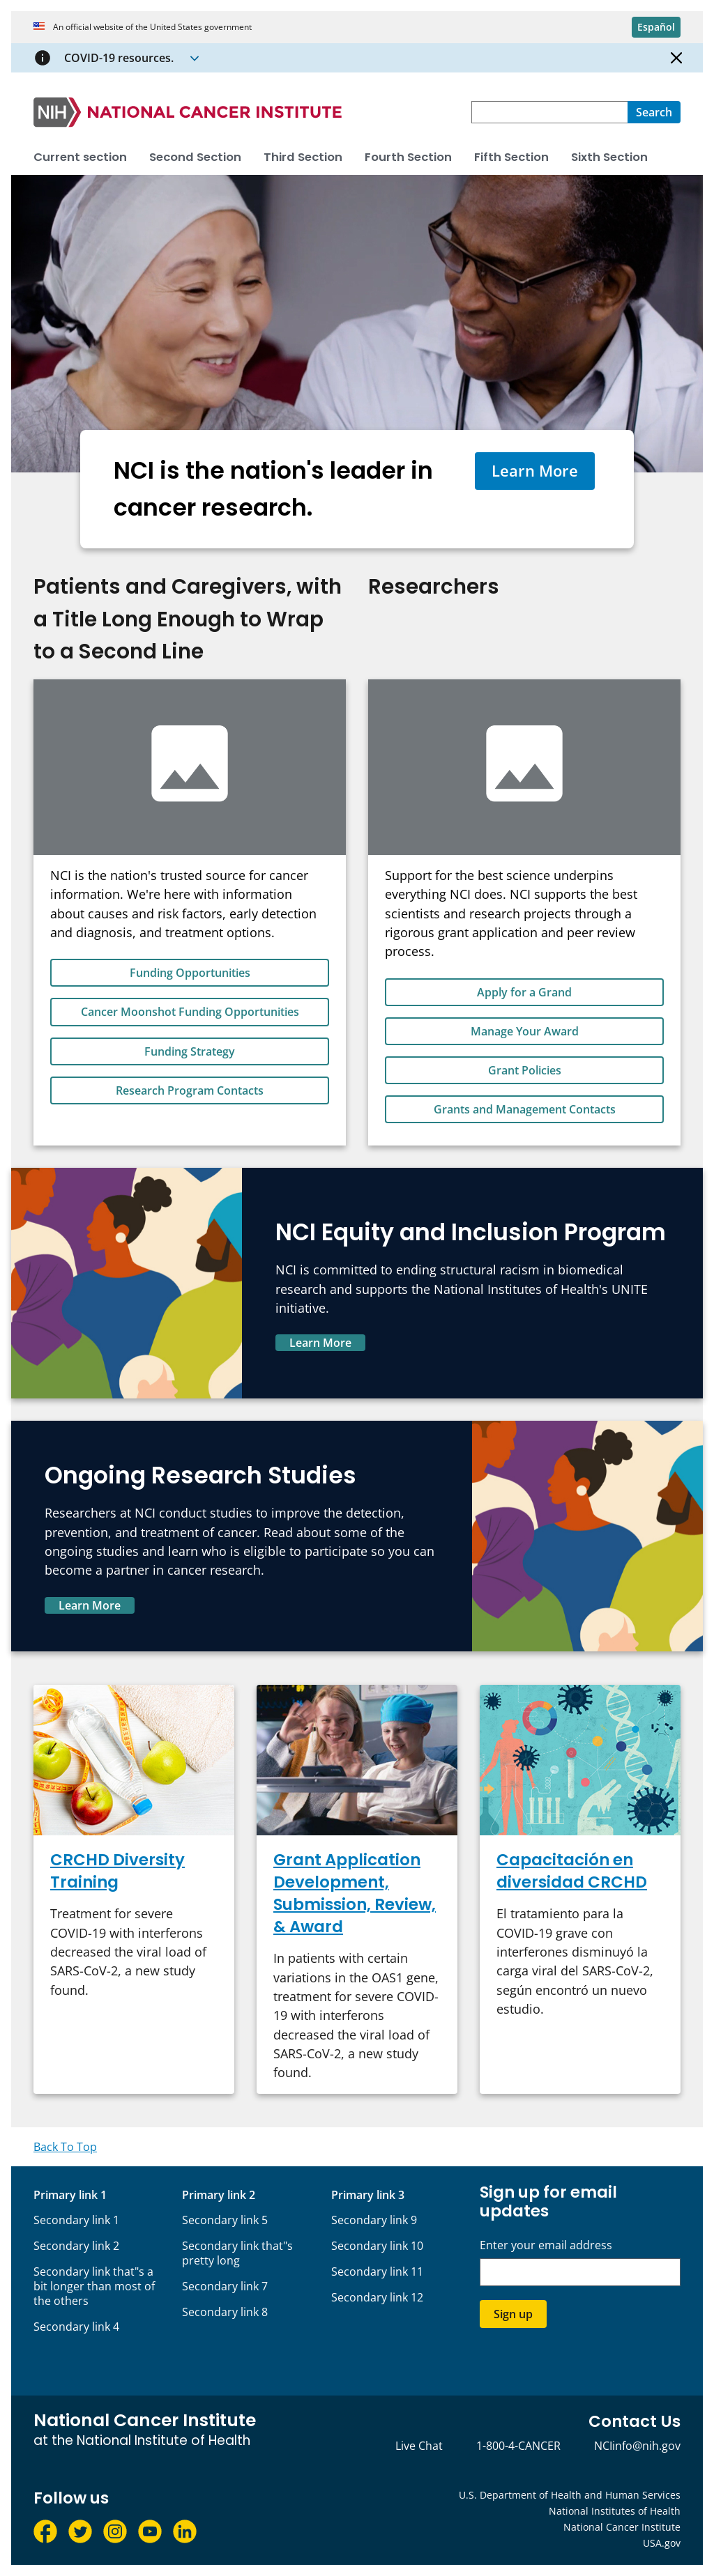 An official website of the United States government
Español
COVID-19 resources.
NIH NATIONAL CANCER INSTITUTE
Search
Current section Second Section Third Section Fourth Section Fifth Section Sixth Section
NCI is the nation's leader in
cancer research.
Learn More
Patients and Caregivers, with
a Title Long Enough to Wrap
to a Second Line
Researchers
NCI is the nation's trusted source for cancer
information. We're here with information
about causes and risk factors, early detection
and diagnosis, and treatment options.
Funding Opportunities
Cancer Moonshot Funding Opportunities
Funding Strategy
Research Program Contacts
Support for the best science underpins
everything NCI does. NCI supports the best
scientists and research projects through a
rigorous grant application and peer review
process.
Apply for a Grand
Manage Your Award
Grant Policies
Grants and Management Contacts
NCI Equity and Inclusion Program
NCI is committed to ending structural racism in biomedical
research and supports the National Institutes of Health's UNITE
initiative.
Learn More
Ongoing Research Studies
Researchers at NCI conduct studies to improve the detection,
prevention, and treatment of cancer. Read about some of the
ongoing studies and learn who is eligible to participate so you can
become a partner in cancer research.
Learn More
CRCHD Diversity
Training
Treatment for severe
COVID-19 with interferons
decreased the viral load of
SARS-CoV-2, a new study
found.
Grant Application
Development,
Submission, Review,
& Award
In patients with certain
variations in the OAS1 gene,
treatment for severe COVID-
19 with interferons
decreased the viral load of
SARS-CoV-2, a new study
found.
Capacitación en
diversidad CRCHD
El tratamiento para la
COVID-19 grave con
interferones disminuyó la
carga viral del SARS-CoV-2,
según encontró un nuevo
estudio.
Back To Top
Primary link 1
Secondary link 1
Secondary link 2
Secondary link that"s a
bit longer than most of
the others
Secondary link 4
Primary link 2
Secondary link 5
Secondary link that"s
pretty long
Secondary link 7
Secondary link 8
Primary link 3
Secondary link 9
Secondary link 10
Secondary link 11
Secondary link 12
Sign up for email
updates
Enter your email address
Sign up
National Cancer Institute
at the National Institute of Health
Contact Us
Live Chat 1-800-4-CANCER NCIinfo@nih.gov
Follow us
U.S. Department of Health and Human Services
National Institutes of Health
National Cancer Institute
USA.gov